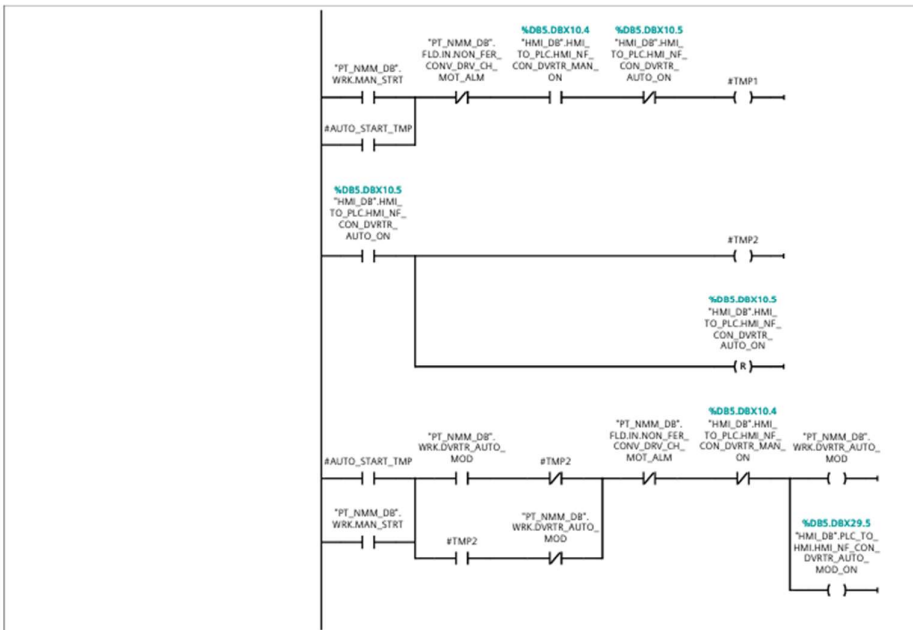 "PT_NMM_DB".
WRK.MAN_STRT
"PT_NMM_DB".
FLD.IN.NON_FER_
CONV_DRV_CH_
MOT_ALM
%DB5.DBX10.4
"HMI_DB".HMI_
TO_PLC.HMI_NF_
CON_DVRTR_MAN_
ON
%DB5.DBX10.5
"HMI_DB".HMI_
TO_PLC.HMI_NF_
CON_DVRTR_
AUTO_ON
#TMP1
#AUTO_START_TMP
%DB5.DBX10.5
"HMI_DB".HMI_
TO_PLC.HMI_NF_
CON_DVRTR_
AUTO_ON
#TMP2
%DB5.DBX10.5
"HMI_DB".HMI_
TO_PLC.HMI_NF_
CON_DVRTR_
AUTO_ON
R
#AUTO_START_TMP
"PT_NMM_DB".
WRK.DVRTR_AUTO_
MOD
#TMP2
"PT_NMM_DB".
FLD.IN.NON_FER_
CONV_DRV_CH_
MOT_ALM
%DB5.DBX10.4
"HMI_DB".HMI_
TO_PLC.HMI_NF_
CON_DVRTR_MAN_
ON
"PT_NMM_DB".
WRK.DVRTR_AUTO_
MOD
"PT_NMM_DB".
WRK.MAN_STRT
#TMP2
"PT_NMM_DB".
WRK.DVRTR_AUTO_
MOD
%DB5.DBX29.5
"HMI_DB".PLC_TO_
HMI.HMI_NF_CON_
DVRTR_AUTO_
MOD_ON